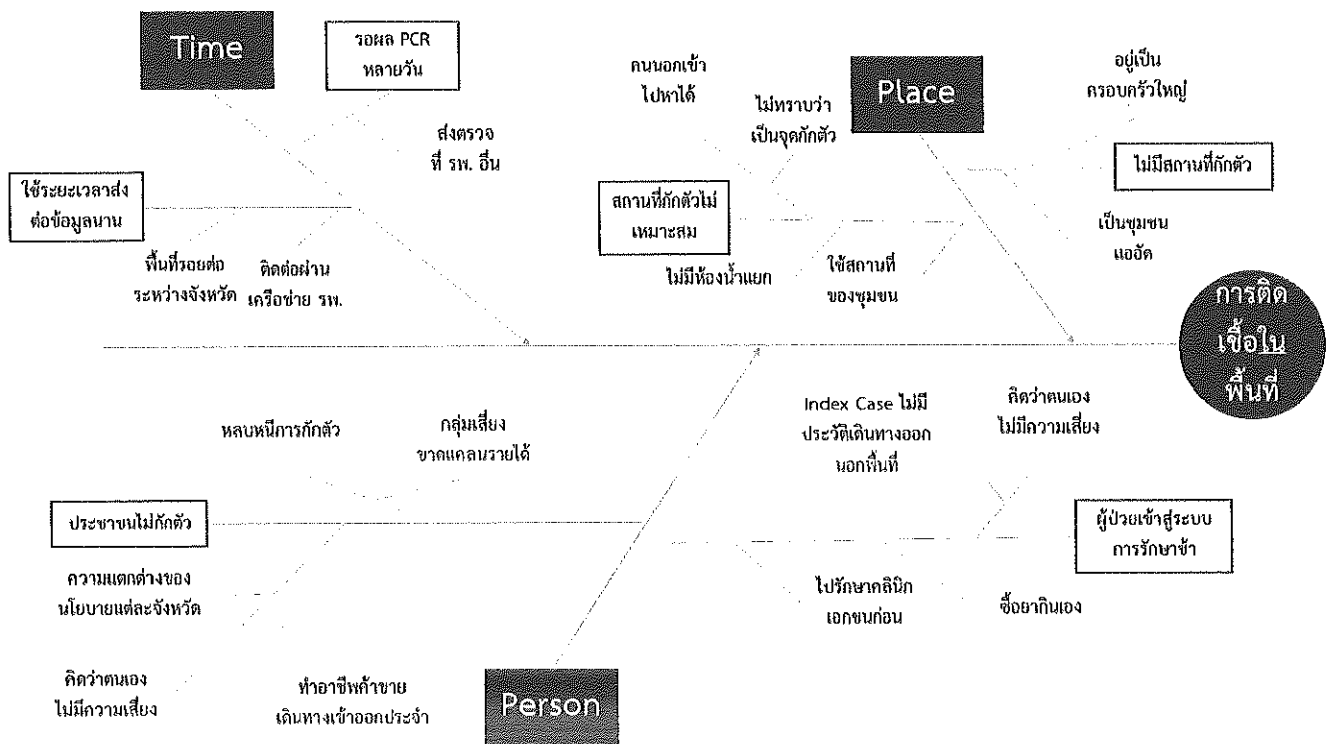 Time
รอผล PCR
หลายวัน
ส่งตรวจ
ที่ รพ. อื่น
ใช้ระยะเวลาส่ง
ต่อข้อมูลนาน
พื้นที่รอยต่อ
ระหว่างจังหวัด
ติดต่อผ่าน
เครือข่าย รพ.
คนนอกเข้า
ไปหาได้
ไม่ทราบว่า
เป็นจุดกักตัว
Place
อยู่เป็น
ครอบครัวใหญ่
สถานที่กักตัวไม่
เหมาะสม
ไม่มีสถานที่กักตัว
ไม่มีห้องน้ำแยก
ใช้สถานที่
ของชุมชน
เป็นชุมชน
แออัด
การติด
เชื้อใน
พื้นที่
หลบหนีการกักตัว
กลุ่มเสี่ยง
ขาดแคลนรายได้
Index Case ไม่มี
ประวัติเดินทางออก
นอกพื้นที่
คิดว่าตนเอง
ไม่มีความเสี่ยง
ประชาชนไม่กักตัว
ผู้ป่วยเข้าสู่ระบบ
การรักษาช้า
ความแตกต่างของ
นโยบายแต่ละจังหวัด
ไปรักษาคลินิก
เอกชนก่อน
ซื้อยากินเอง
คิดว่าตนเอง
ไม่มีความเสี่ยง
ทำอาชีพค้าขาย
เดินทางเข้าออกประจำ
Person